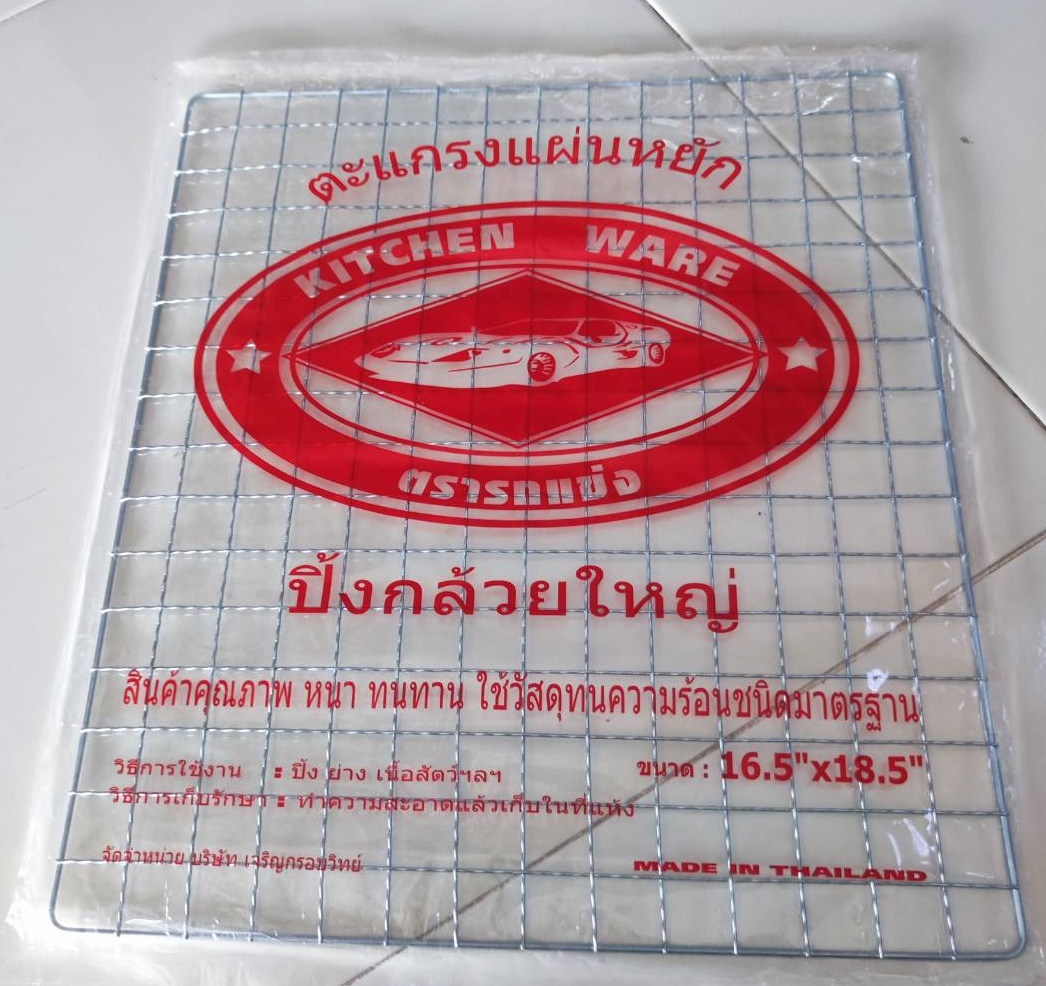 ตะแกรงแผ่นหยัก
KITCHEN WARE
ตรารถแข่ง
ปิ้งกล้วยใหญ่
สินค้าคุณภาพ หนา ทนทาน ใช้วัสดุทนความร้อนชนิดมาตรฐาน
วิธีการใช้งาน : ปิ้ง ย่าง เนื้อสัตว์ฯลฯ
ขนาด : 16.5"x18.5"
วิธีการเก็บรักษา : ทำความสะอาดแล้วเก็บในที่แห้ง
จัดจำหน่าย บริษัท เจริญกรอบวิทย์
MADE IN THAILAND